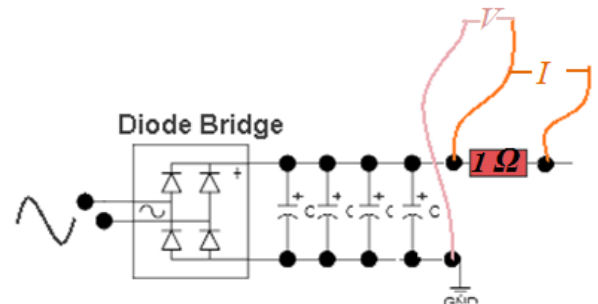 V
I
Diode Bridge
1 Ω
+
+ + + +
C C C C
GND